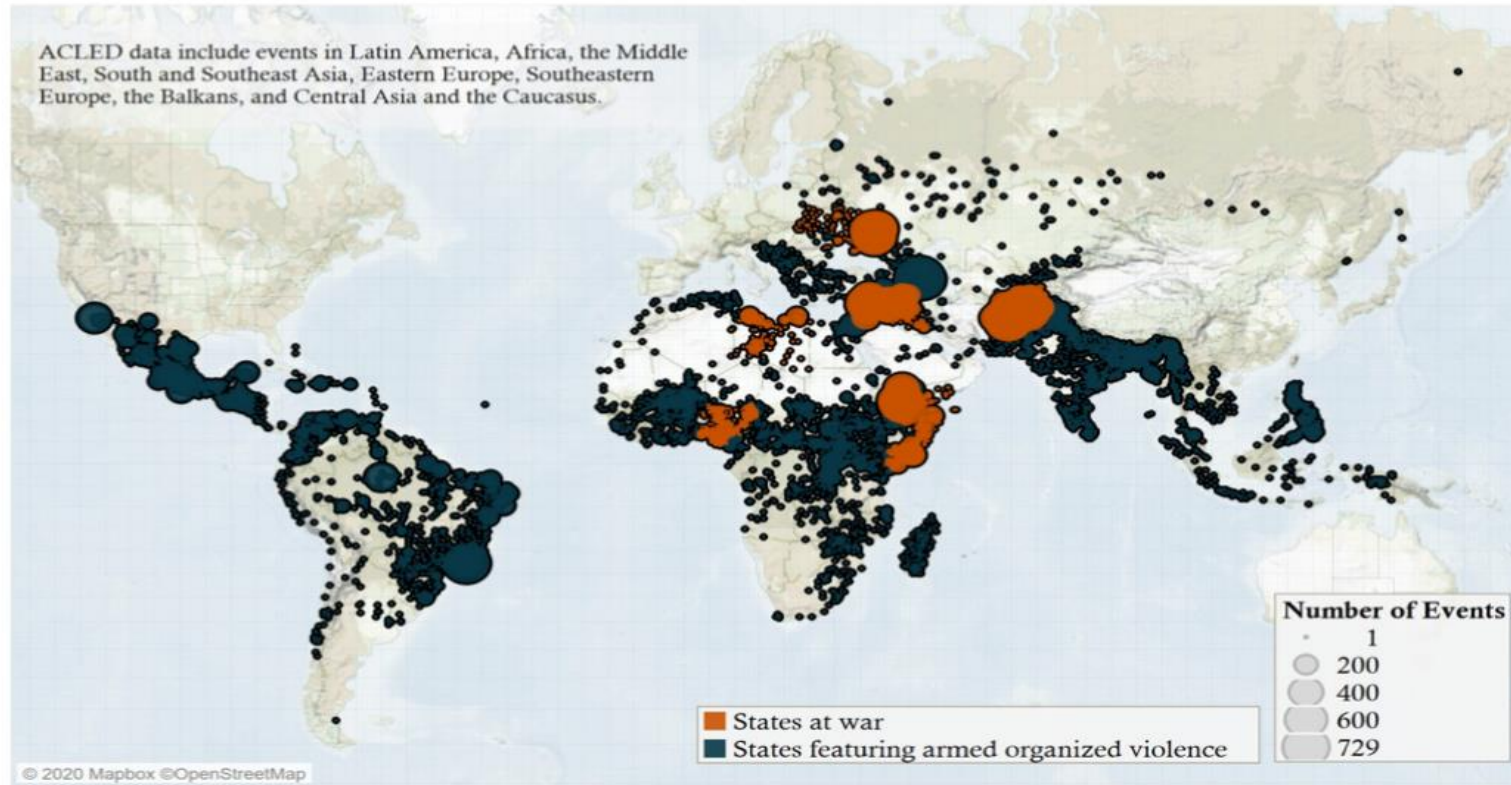 ACLED data include events in Latin America, Africa, the Middle
East, South and Southeast Asia, Eastern Europe, Southeastern
Europe, the Balkans, and Central Asia and the Caucasus.
Number of Events
1
200
400
600
729
States at war
States featuring armed organized violence
© 2020 Mapbox ©OpenStreetMap